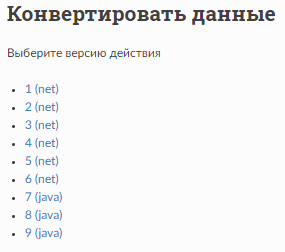 Конвертировать данные
Выберите версию действия
1 (net)
2 (net)
3 (net)
4 (net)
5 (net)
6 (net)
7 (java)
8 (java)
9 (java)